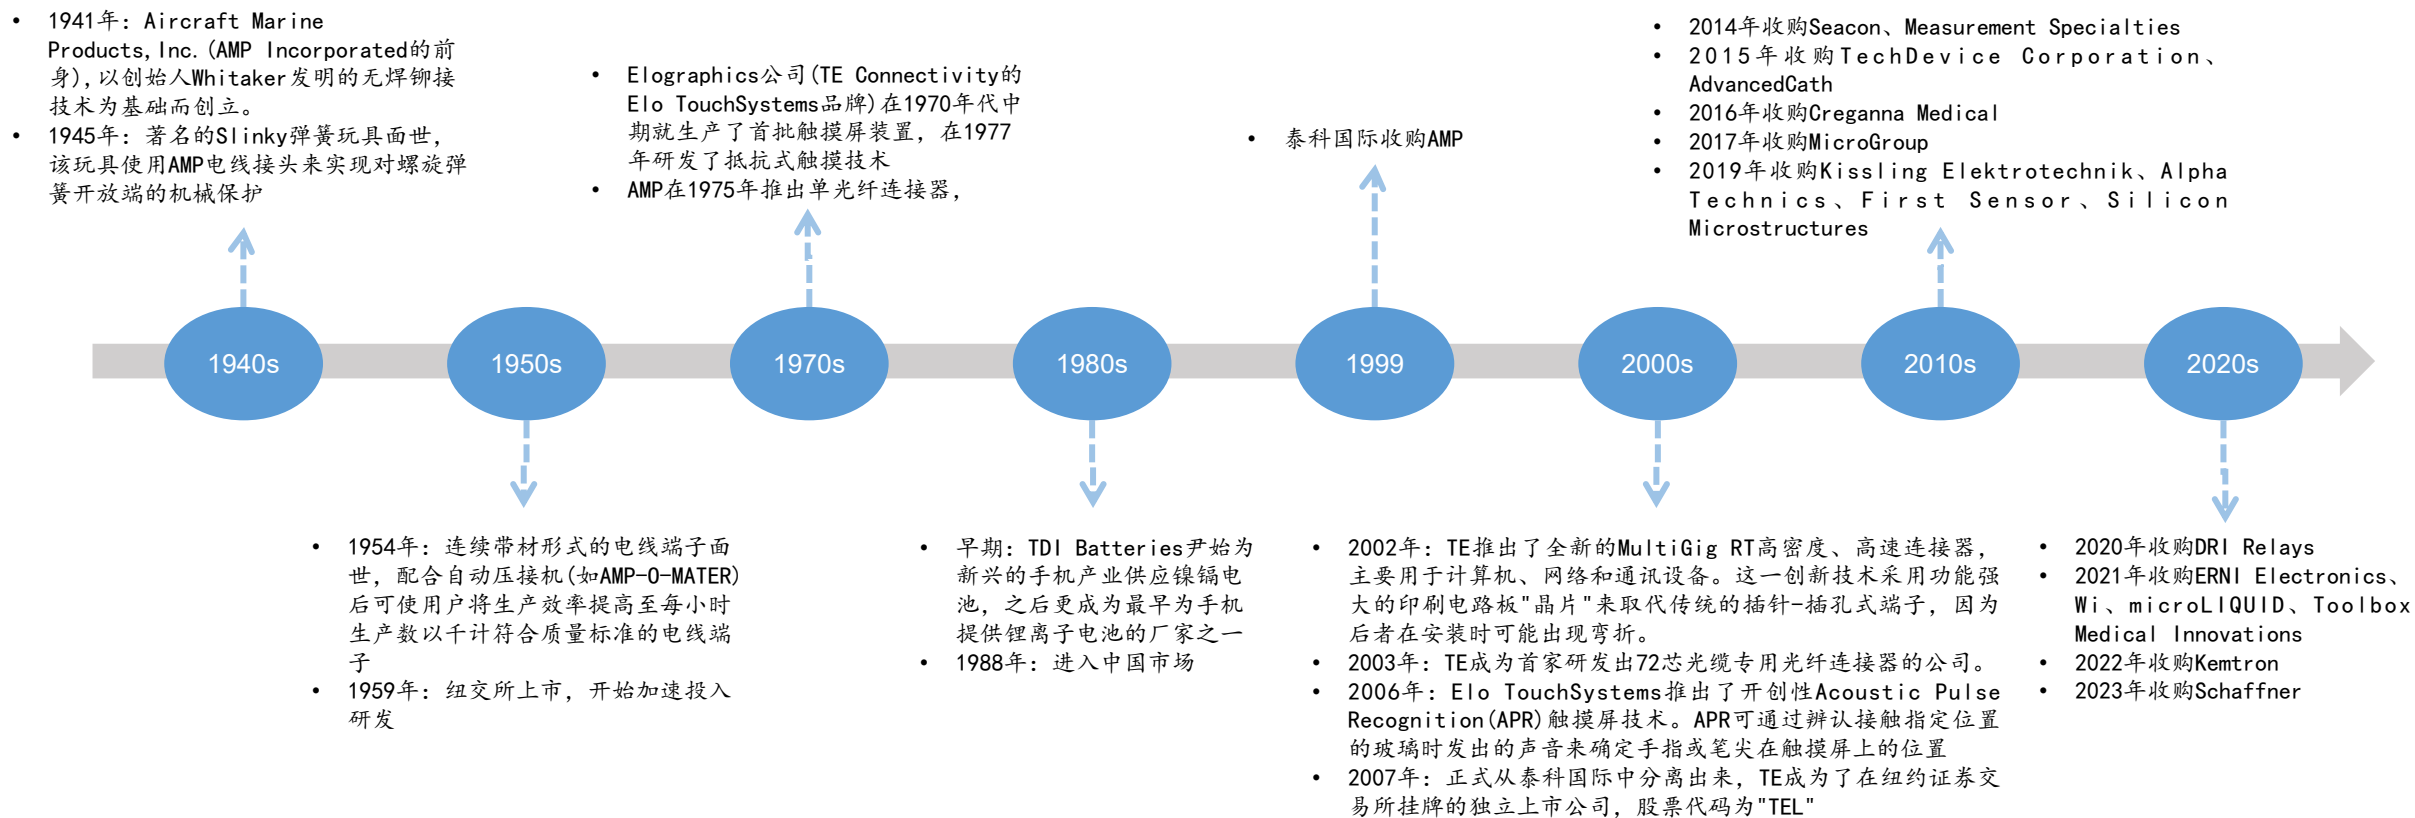 • 1941年：Aircraft Marine
Products,Inc.(AMP Incorporated的前
身),以创始人Whitaker发明的无焊铆接
技术为基础而创立。
• 1945年：著名的Slinky弹簧玩具面世，
该玩具使用AMP电线接头来实现对螺旋弹
簧开放端的机械保护
• Elographics公司(TE Connectivity的
Elo TouchSystems品牌)在1970年代中
期就生产了首批触摸屏装置，在1977
年研发了抵抗式触摸技术
• AMP在1975年推出单光纤连接器，
• 泰科国际收购AMP
• 2014年收购Seacon、Measurement Specialties
• 2015年收购TechDevice Corporation、
AdvancedCath
• 2016年收购Creganna Medical
• 2017年收购MicroGroup
• 2019年收购Kissling Elektrotechnik、Alpha
Technics、First Sensor、Silicon
Microstructures
1940s
1950s
1970s
1980s
1999
2000s
2010s
2020s
• 1954年：连续带材形式的电线端子面
世，配合自动压接机(如AMP-O-MATER)
后可使用户将生产效率提高至每小时
生产数以千计符合质量标准的电线端
子
• 1959年：纽交所上市，开始加速投入
研发
• 早期：TDI Batteries尹始为
新兴的手机产业供应镍镉电
池，之后更成为最早为手机
提供锂离子电池的厂家之一
• 1988年：进入中国市场
• 2002年：TE推出了全新的MultiGig RT高密度、高速连接器，
主要用于计算机、网络和通讯设备。这一创新技术采用功能强
大的印刷电路板"晶片"来取代传统的插针-插孔式端子，因为
后者在安装时可能出现弯折。
• 2003年：TE成为首家研发出72芯光缆专用光纤连接器的公司。
• 2006年：Elo TouchSystems推出了开创性Acoustic Pulse
Recognition(APR)触摸屏技术。APR可通过辨认接触指定位置
的玻璃时发出的声音来确定手指或笔尖在触摸屏上的位置
• 2007年：正式从泰科国际中分离出来，TE成为了在纽约证券交
易所挂牌的独立上市公司，股票代码为"TEL"
• 2020年收购DRI Relays
• 2021年收购ERNI Electronics、
Wi、microLIQUID、Toolbox
Medical Innovations
• 2022年收购Kemtron
• 2023年收购Schaffner